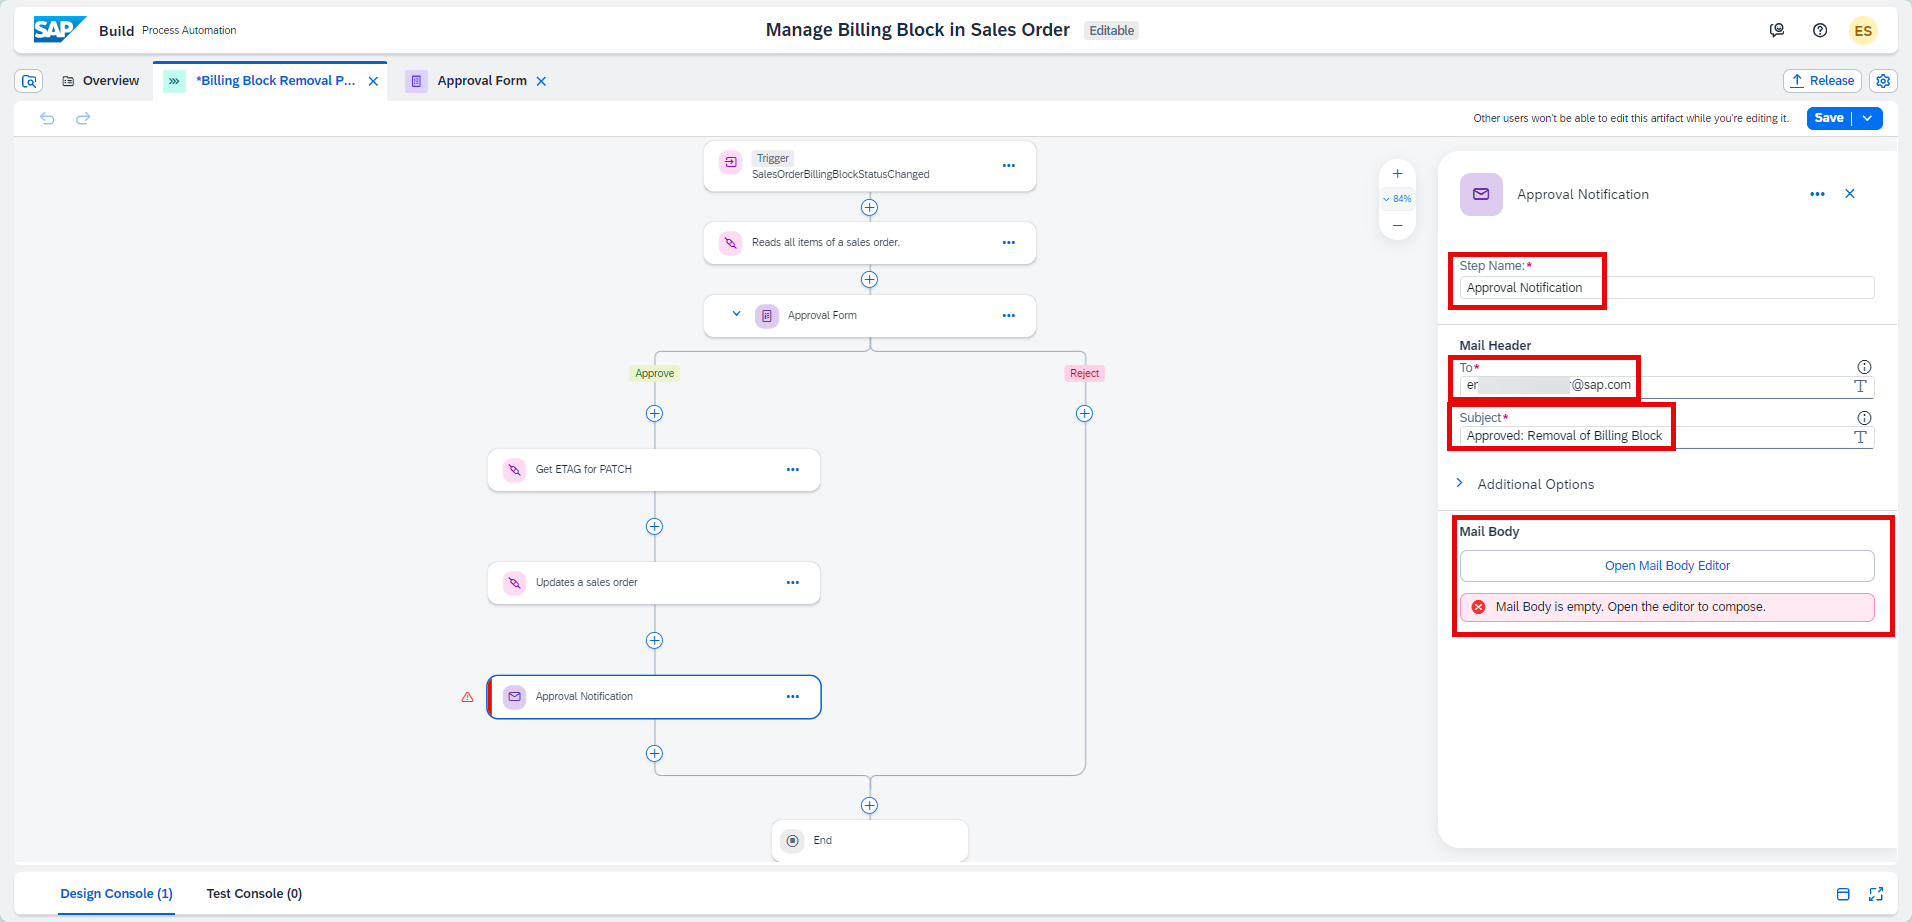 SAP Build Process Automation
Manage Billing Block in Sales Order Editable
ES
Overview
*Billing Block Removal P...
Approval Form
Release
Other users won't be able to edit this artifact while you're editing it.
Save
Trigger
SalesOrderBillingBlockStatusChanged
Reads all items of a sales order.
Approval Form
Approve
Reject
Get ETAG for PATCH
Updates a sales order
Approval Notification
End
84%
Approval Notification
Step Name:*
Approval Notification
Mail Header
To*
@sap.com
Subject*
Approved: Removal of Billing Block
Additional Options
Mail Body
Open Mail Body Editor
Mail Body is empty. Open the editor to compose.
Design Console (1)
Test Console (0)